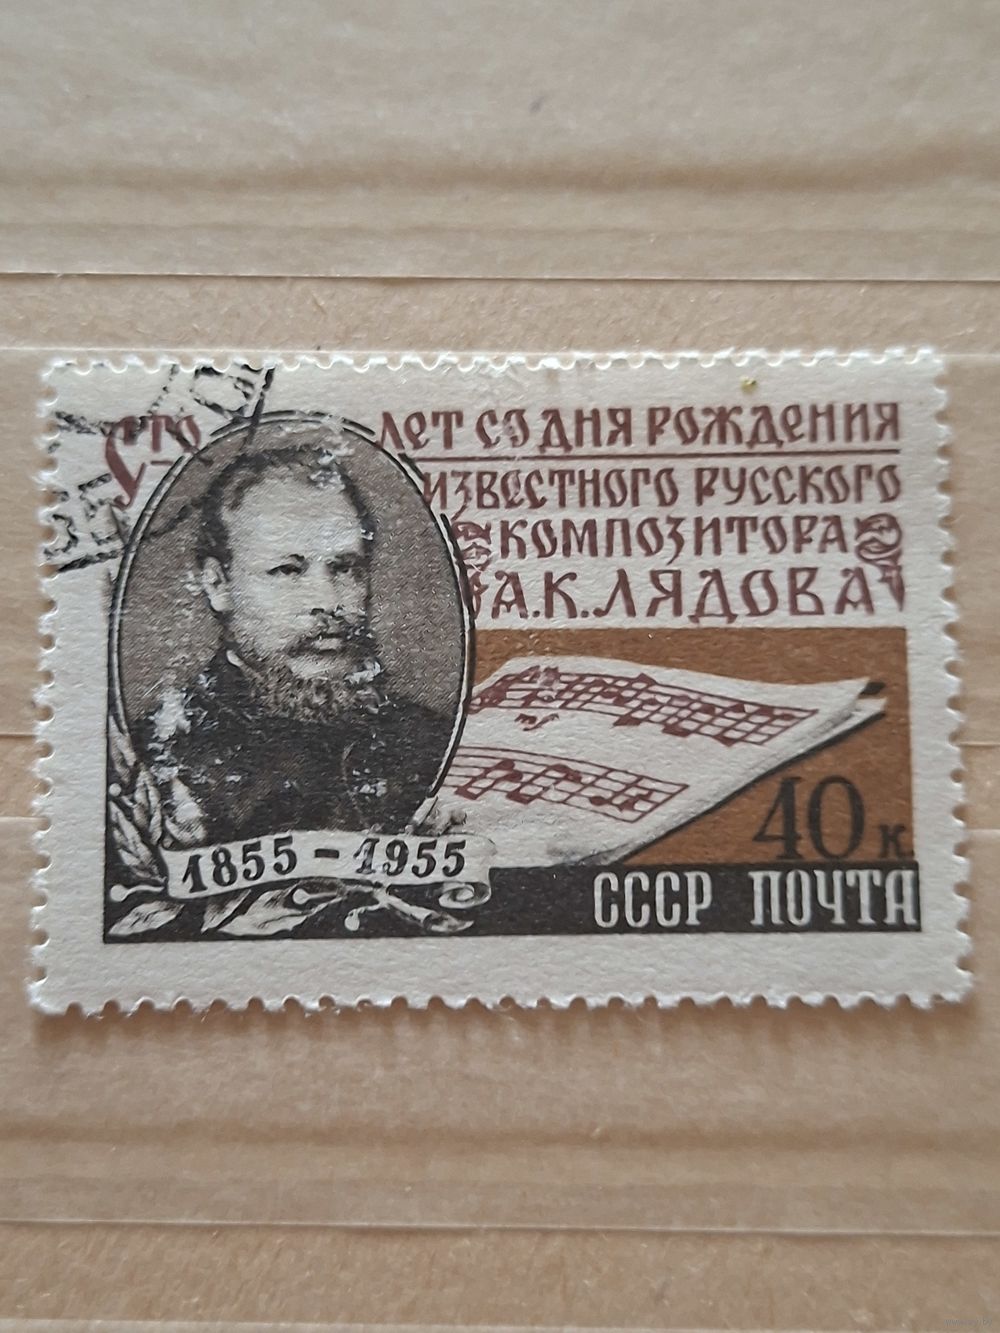 Сто лет со дня рождения
известного русского
композитора
А.К.Лядова
40 к
1855-1955
СССР ПОЧТА